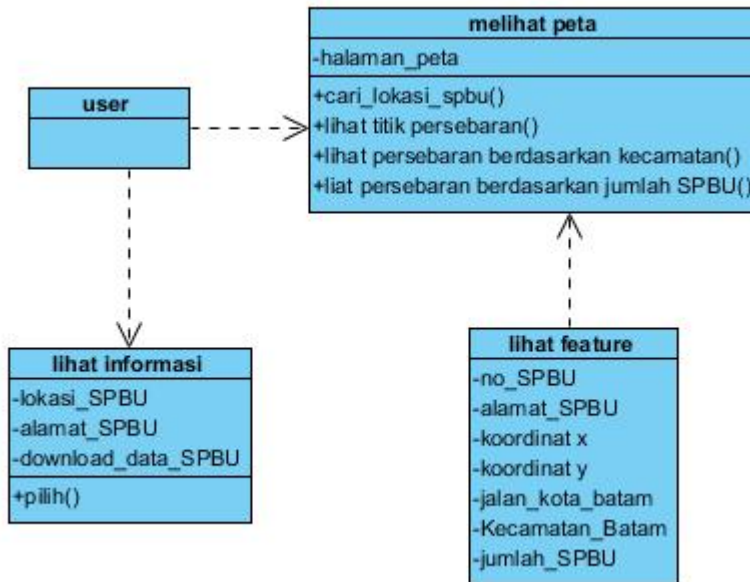 melihat peta
-halaman_peta
+cari_lokasi_spbu()
+lihat titik persebaran()
+lihat persebaran berdasarkan kecamatan()
+liat persebaran berdasarkan jumlah SPBU()
user
lihat informasi
-lokasi_SPBU
-alamat_SPBU
-download_data_SPBU
+pilih()
lihat feature
-no_SPBU
-alamat_SPBU
-koordinat x
-koordinat y
-jalan_kota_batam
-Kecamatan_Batam
-jumlah_SPBU